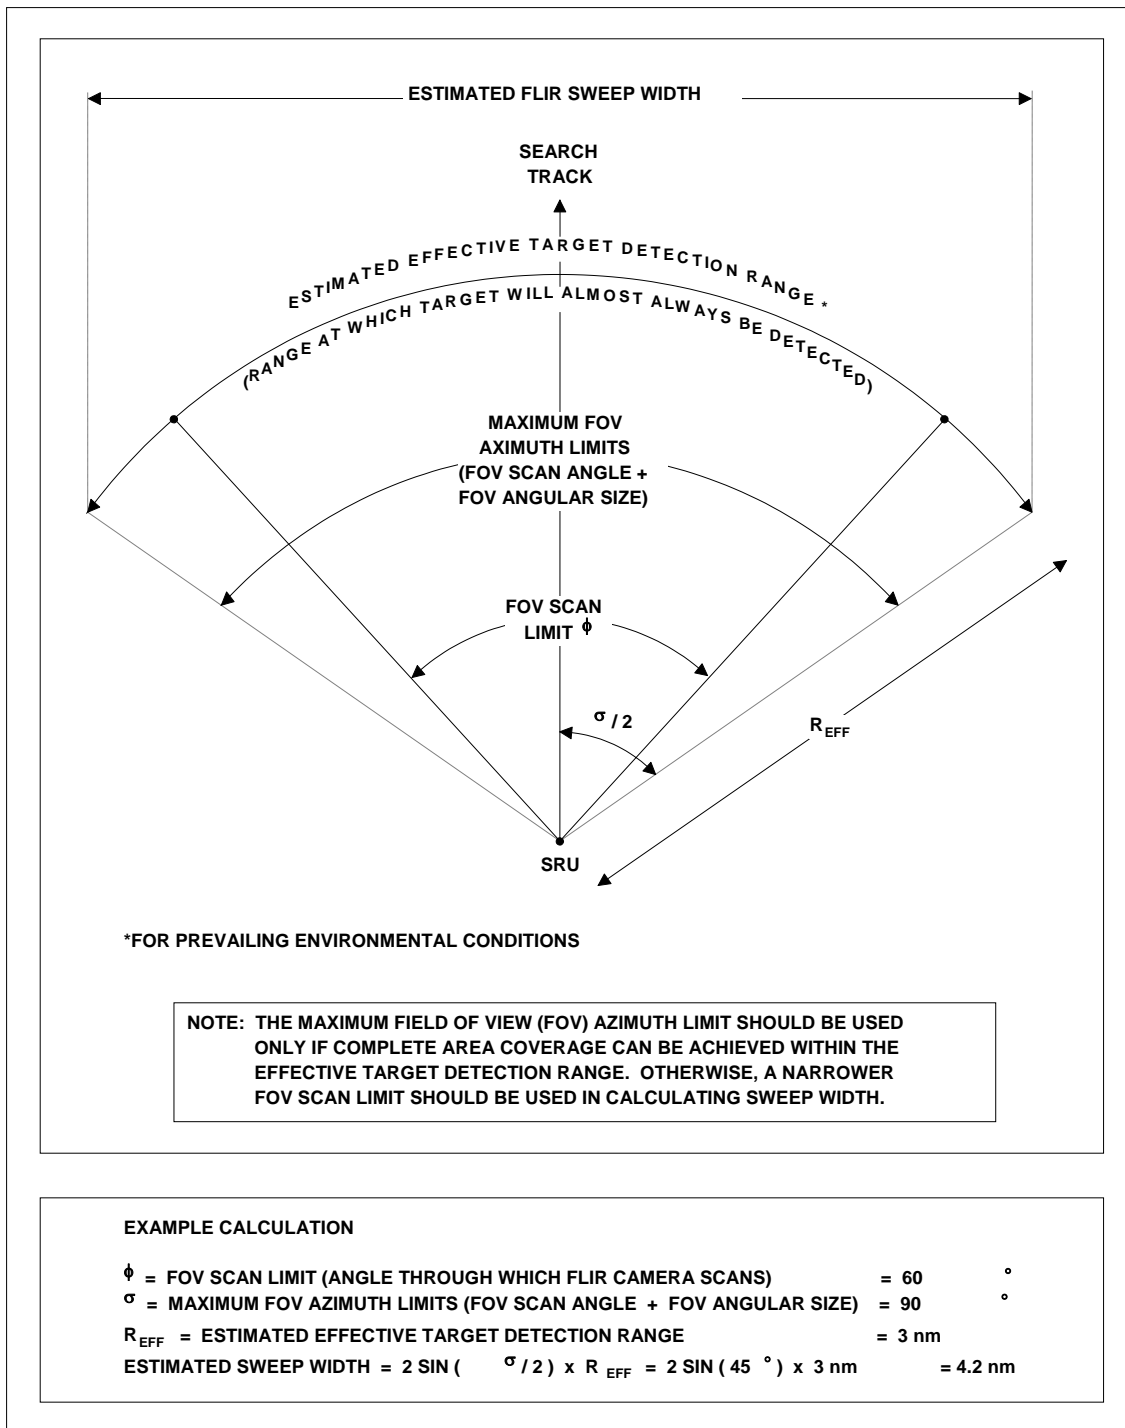 ESTIMATED FLIR SWEEP WIDTH
SEARCH
TRACK
ESTIMATED EFFECTIVE TARGET DETECTION RANGE *
(RANGE AT WHICH TARGET WILL ALMOST ALWAYS BE DETECTED)
MAXIMUM FOV
AXIMUTH LIMITS
(FOV SCAN ANGLE +
FOV ANGULAR SIZE)
FOV SCAN
LIMIT ϕ
σ / 2
R EFF
SRU
*FOR PREVAILING ENVIRONMENTAL CONDITIONS
NOTE: THE MAXIMUM FIELD OF VIEW (FOV) AZIMUTH LIMIT SHOULD BE USED
ONLY IF COMPLETE AREA COVERAGE CAN BE ACHIEVED WITHIN THE
EFFECTIVE TARGET DETECTION RANGE. OTHERWISE, A NARROWER
FOV SCAN LIMIT SHOULD BE USED IN CALCULATING SWEEP WIDTH.
EXAMPLE CALCULATION
ϕ = FOV SCAN LIMIT (ANGLE THROUGH WHICH FLIR CAMERA SCANS) = 60 °
σ = MAXIMUM FOV AZIMUTH LIMITS (FOV SCAN ANGLE + FOV ANGULAR SIZE) = 90 °
R EFF = ESTIMATED EFFECTIVE TARGET DETECTION RANGE = 3 nm
ESTIMATED SWEEP WIDTH = 2 SIN ( σ / 2 ) x R EFF = 2 SIN ( 45 ° ) x 3 nm = 4.2 nm